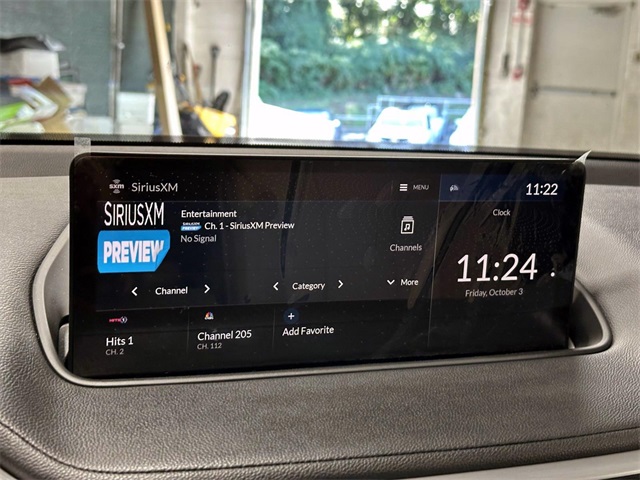 sxm SiriusXM
MENU
11:22
SIRIUSXM
PREVIEW
Entertainment
Ch. 1 - SiriusXM Preview
No Signal
Channels
Channel
Category
More
Clock
11:24
Friday, October 3
Hits 1
CH. 2
Channel 205
CH. 112
Add Favorite